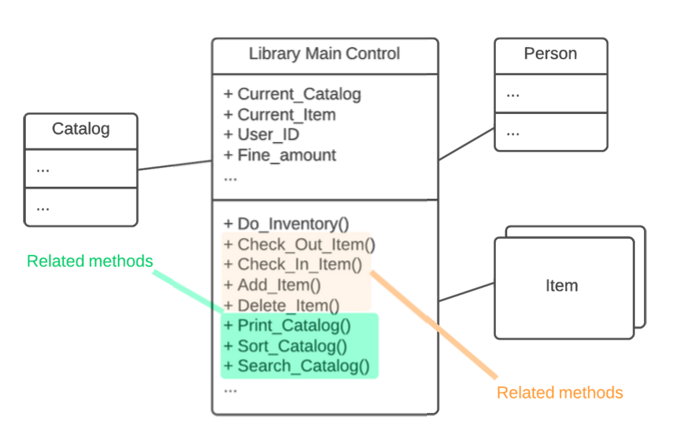 Library Main Control
+ Current_Catalog
+ Current_Item
+ User_ID
+ Fine_amount
...
+ Do_Inventory()
+ Check_Out_Item()
+ Check_In_Item()
+ Add_Item()
+ Delete_Item()
+ Print_Catalog()
+ Sort_Catalog()
+ Search_Catalog()
...
Catalog
...
...
Related methods
Person
...
...
Item
Related methods